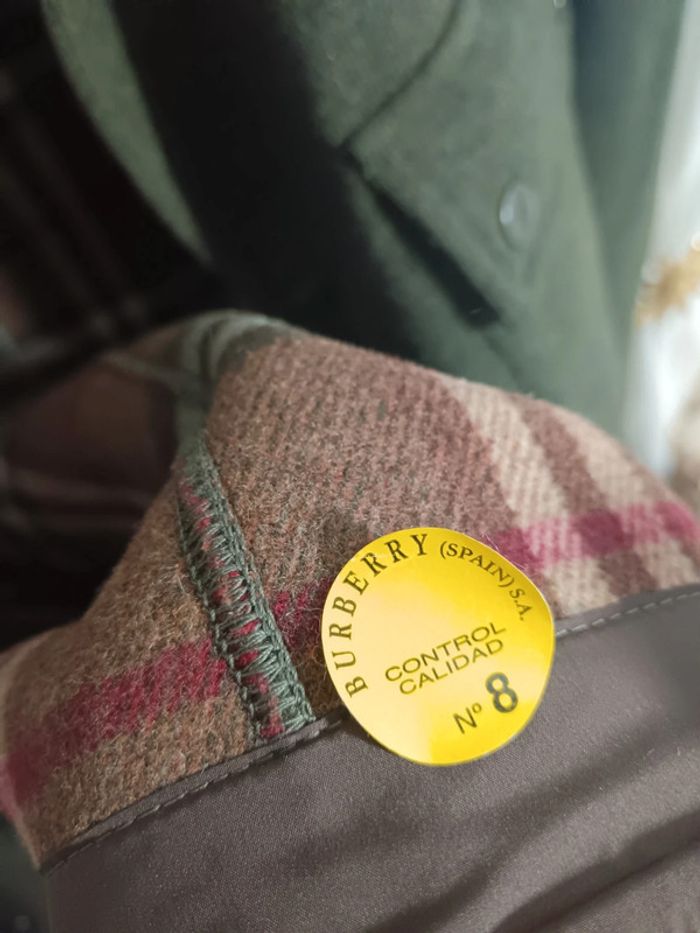 BURBERRY (SPAIN) S.A.
CONTROL
CALIDAD
Nº 8